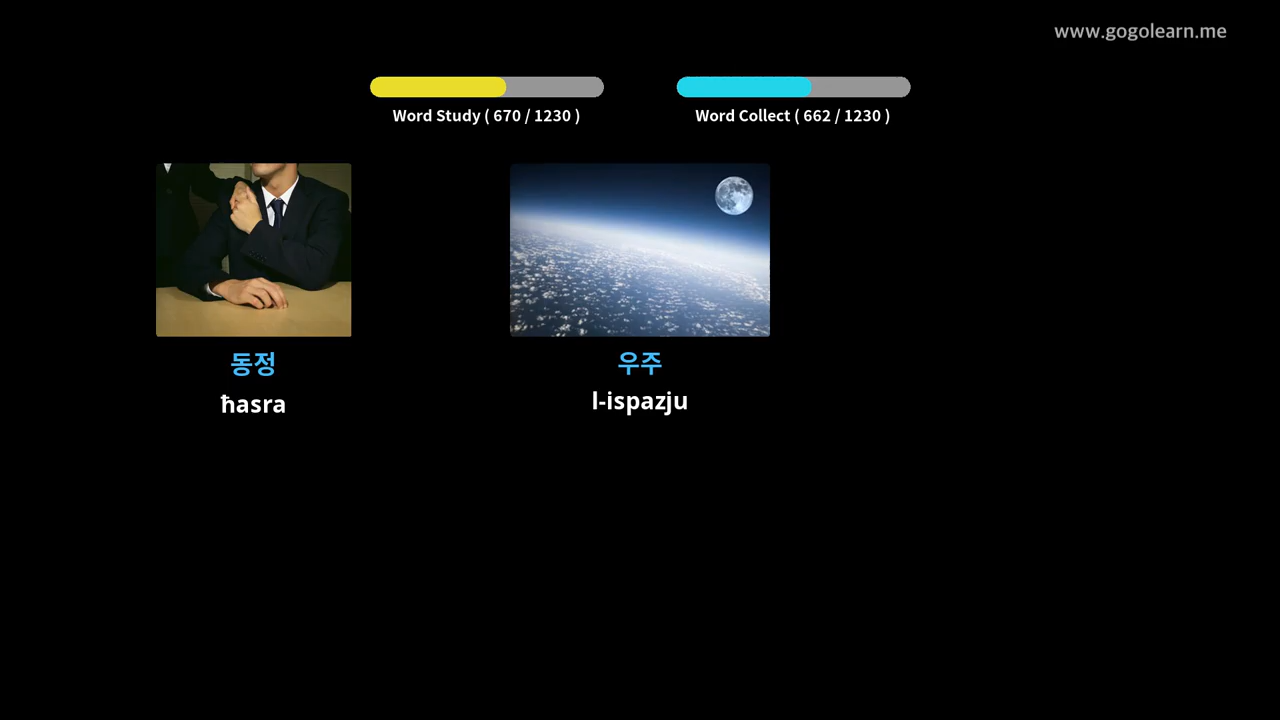 www.gogolearn.me
Word Study ( 670 / 1230 )
Word Collect ( 662 / 1230 )
동정
ħasra
우주
l-ispazju